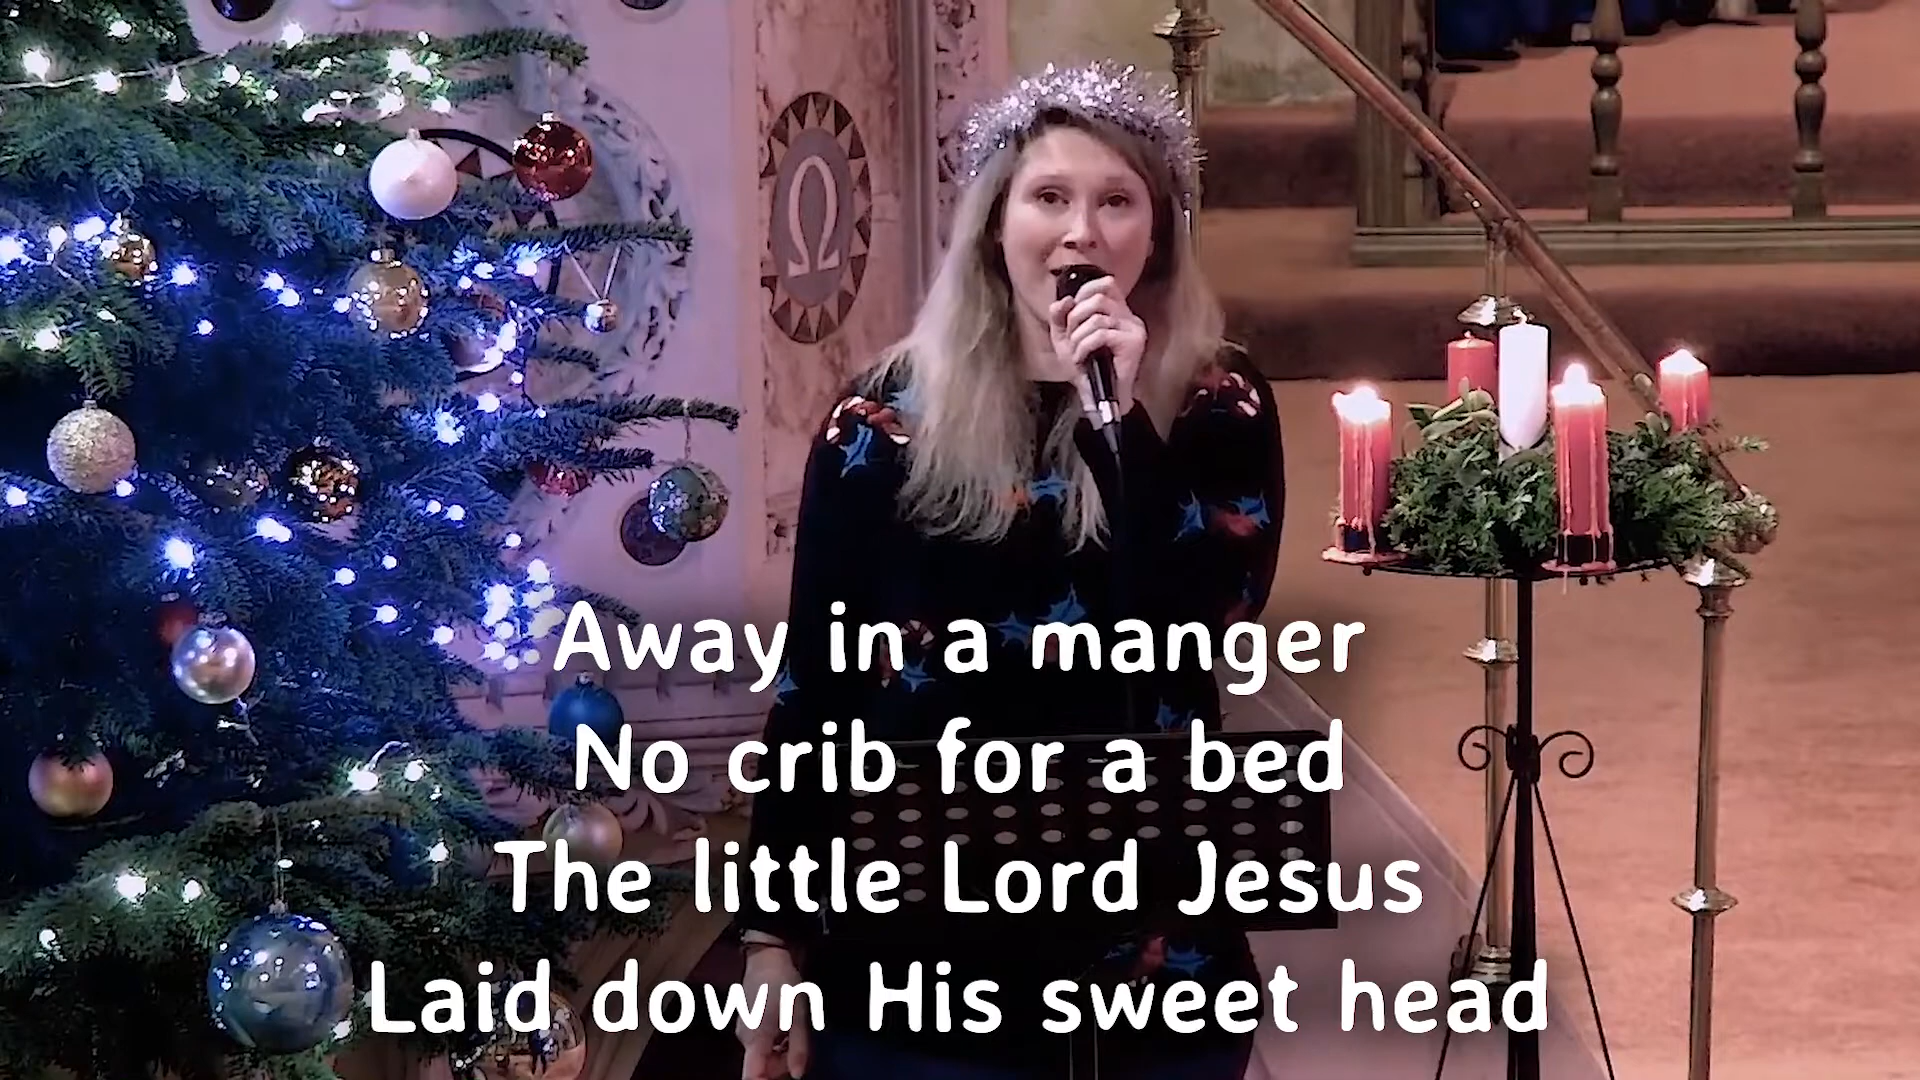 Ω
Away in a manger
No crib for a bed
The little Lord Jesus
Laid down His sweet head